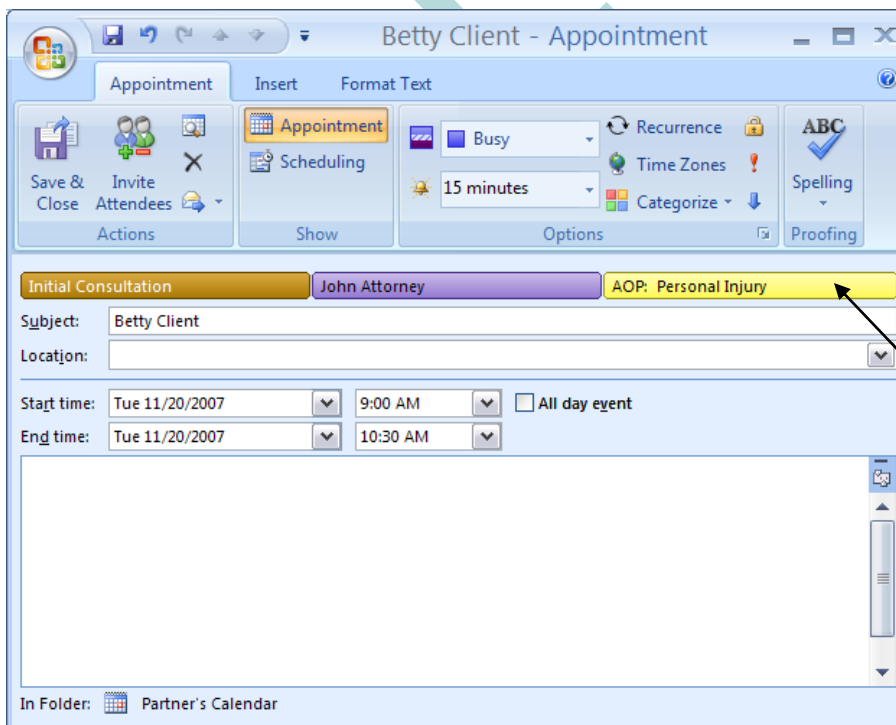 Betty Client - Appointment
Appointment Insert Format Text
Save & Close
Invite Attendees
Actions
Appointment
Scheduling
Show
Busy
15 minutes
Recurrence
Time Zones
Categorize
Options
ABC
Spelling
Proofing
Initial Consultation John Attorney AOP: Personal Injury
Subject: Betty Client
Location:
Start time: Tue 11/20/2007 9:00 AM All day event
End time: Tue 11/20/2007 10:30 AM
In Folder: Partner's Calendar